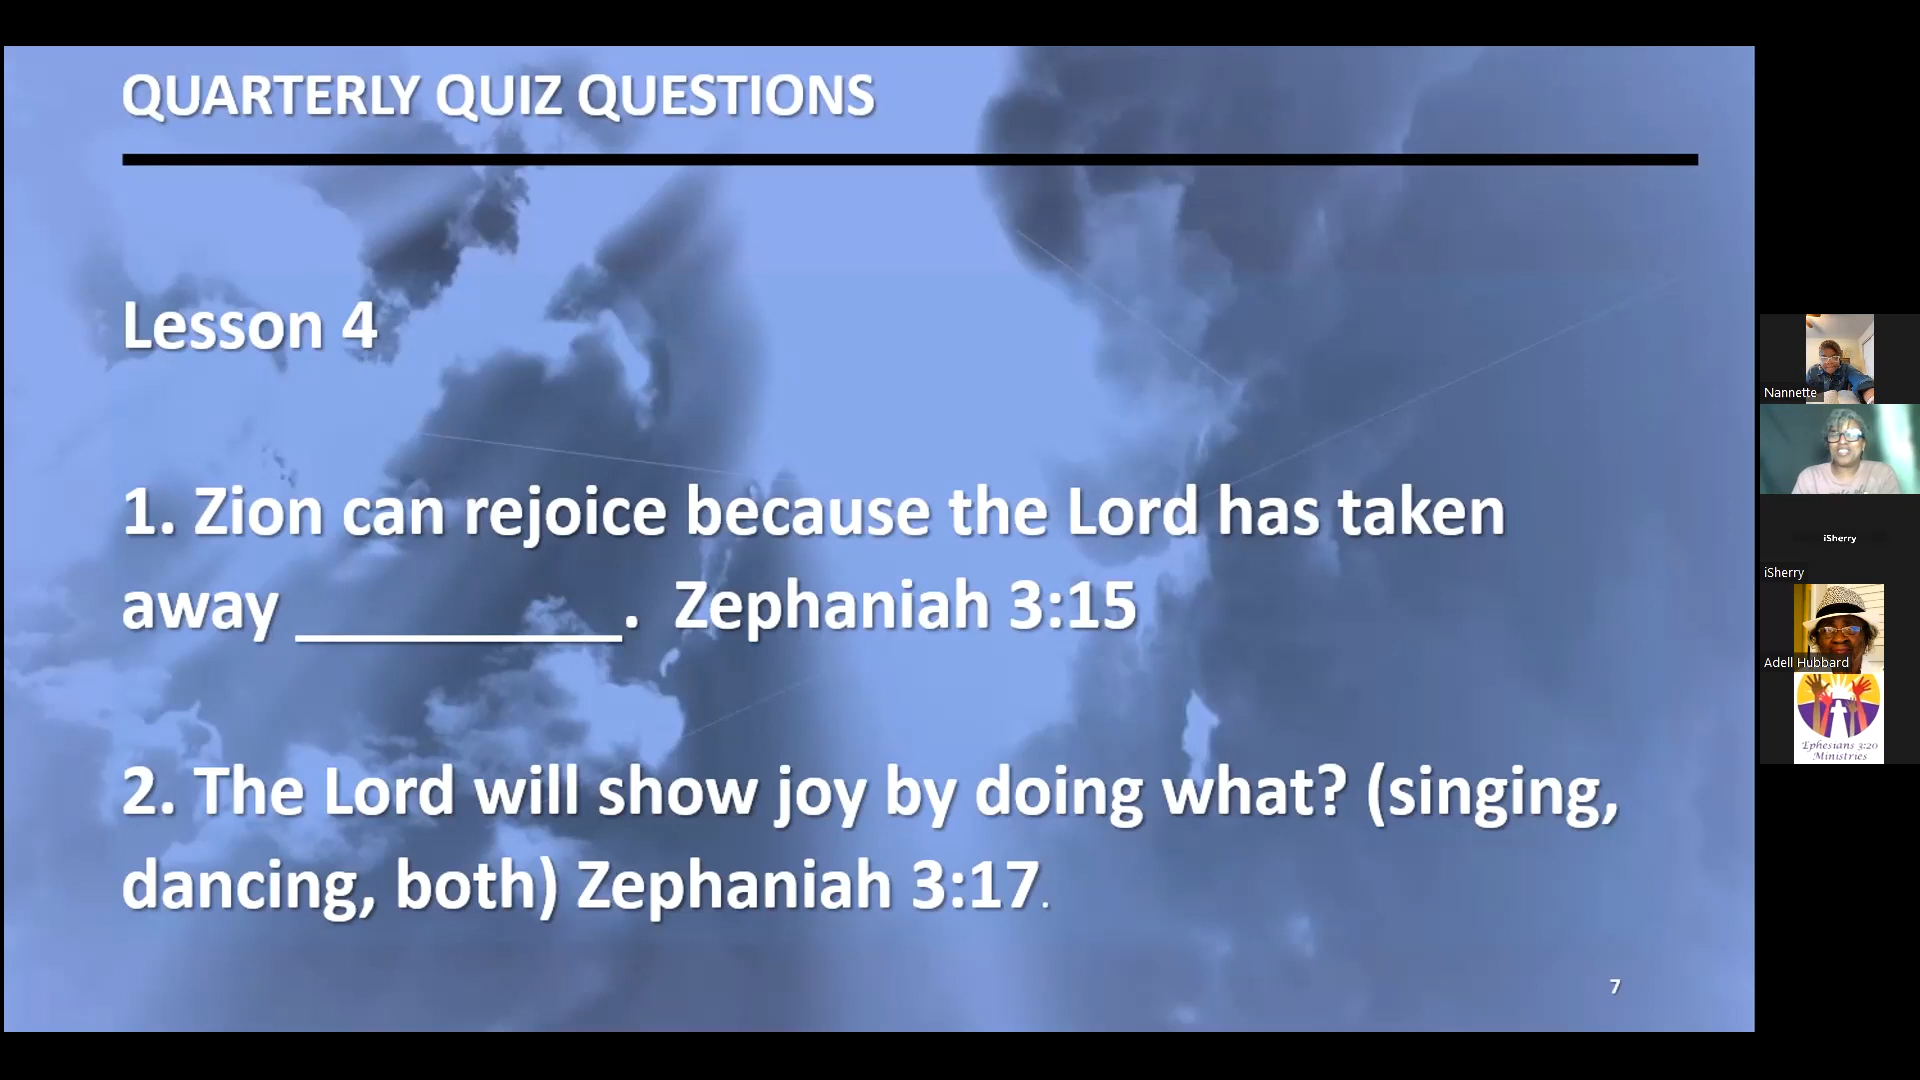 QUARTERLY QUIZ QUESTIONS
Lesson 4
1. Zion can rejoice because the Lord has taken
away __________. Zephaniah 3:15
2. The Lord will show joy by doing what? (singing,
dancing, both) Zephaniah 3:17.
7
Nannette
iSherry
iSherry
Adell Hubbard
Ephesians 3:20
Ministries